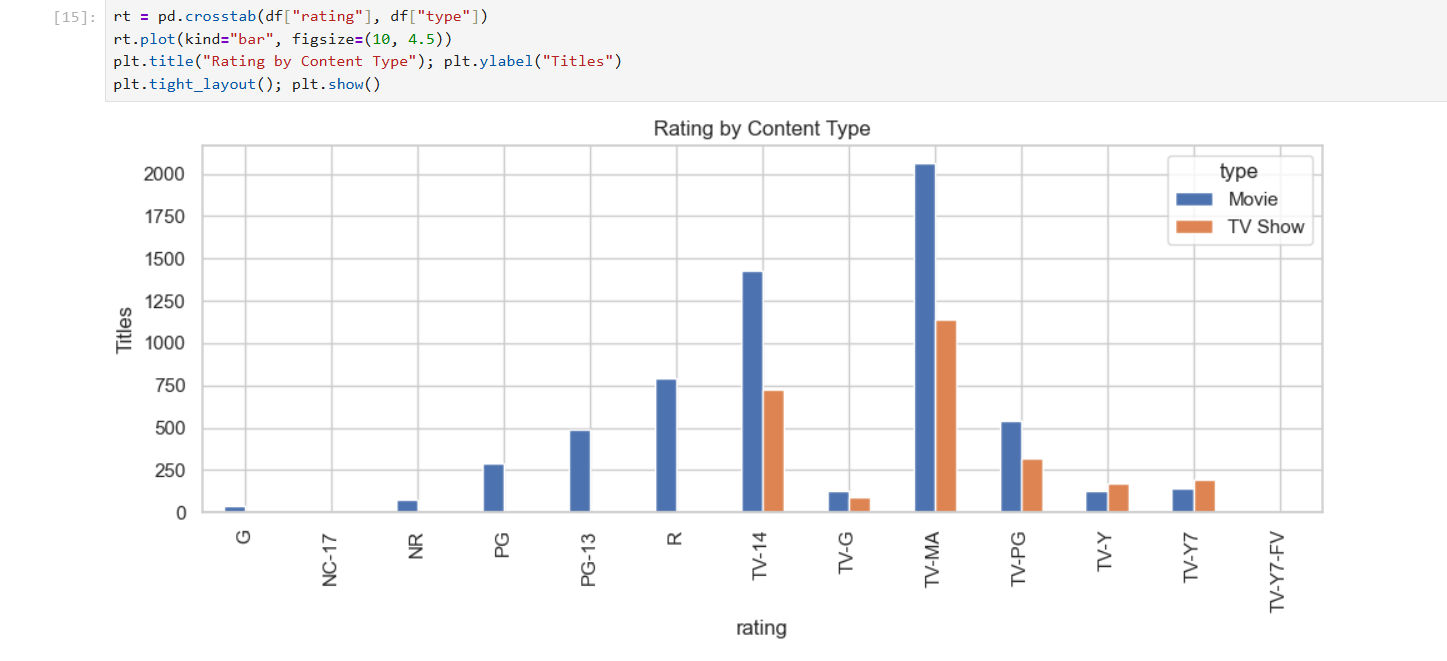 [15]: rt = pd.crosstab(df["rating"], df["type"])
rt.plot(kind="bar", figsize=(10, 4.5))
plt.title("Rating by Content Type"); plt.ylabel("Titles")
plt.tight_layout(); plt.show()
Rating by Content Type
type
Movie
TV Show
Titles
2000
1750
1500
1250
1000
750
500
250
0
G
NC-17
NR
PG
PG-13
R
TV-14
TV-G
TV-MA
TV-PG
TV-Y
TV-Y7
TV-Y7-FV
rating